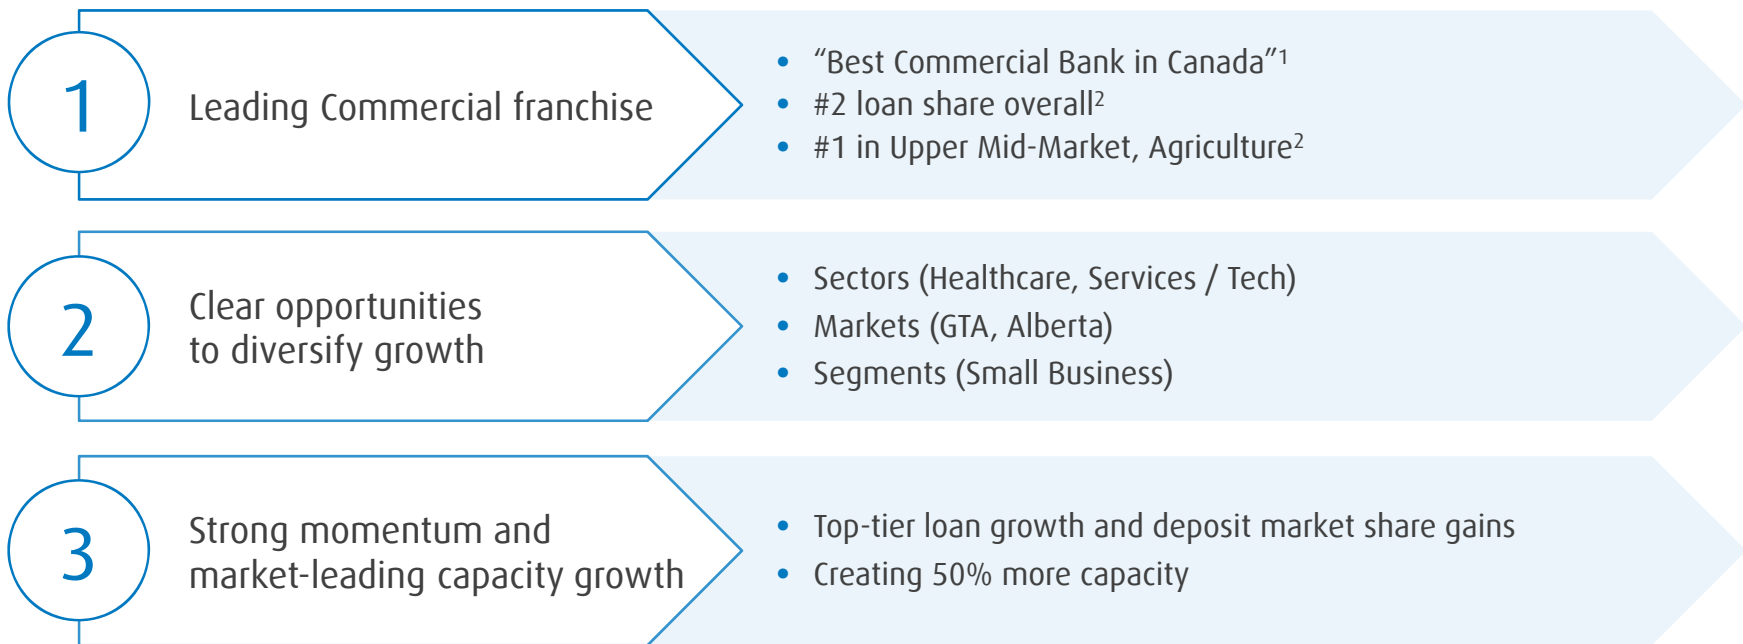 1
Leading Commercial franchise
• “Best Commercial Bank in Canada”1
• #2 loan share overall2
• #1 in Upper Mid-Market, Agriculture2
2
Clear opportunities
to diversify growth
• Sectors (Healthcare, Services / Tech)
• Markets (GTA, Alberta)
• Segments (Small Business)
3
Strong momentum and
market-leading capacity growth
• Top-tier loan growth and deposit market share gains
• Creating 50% more capacity